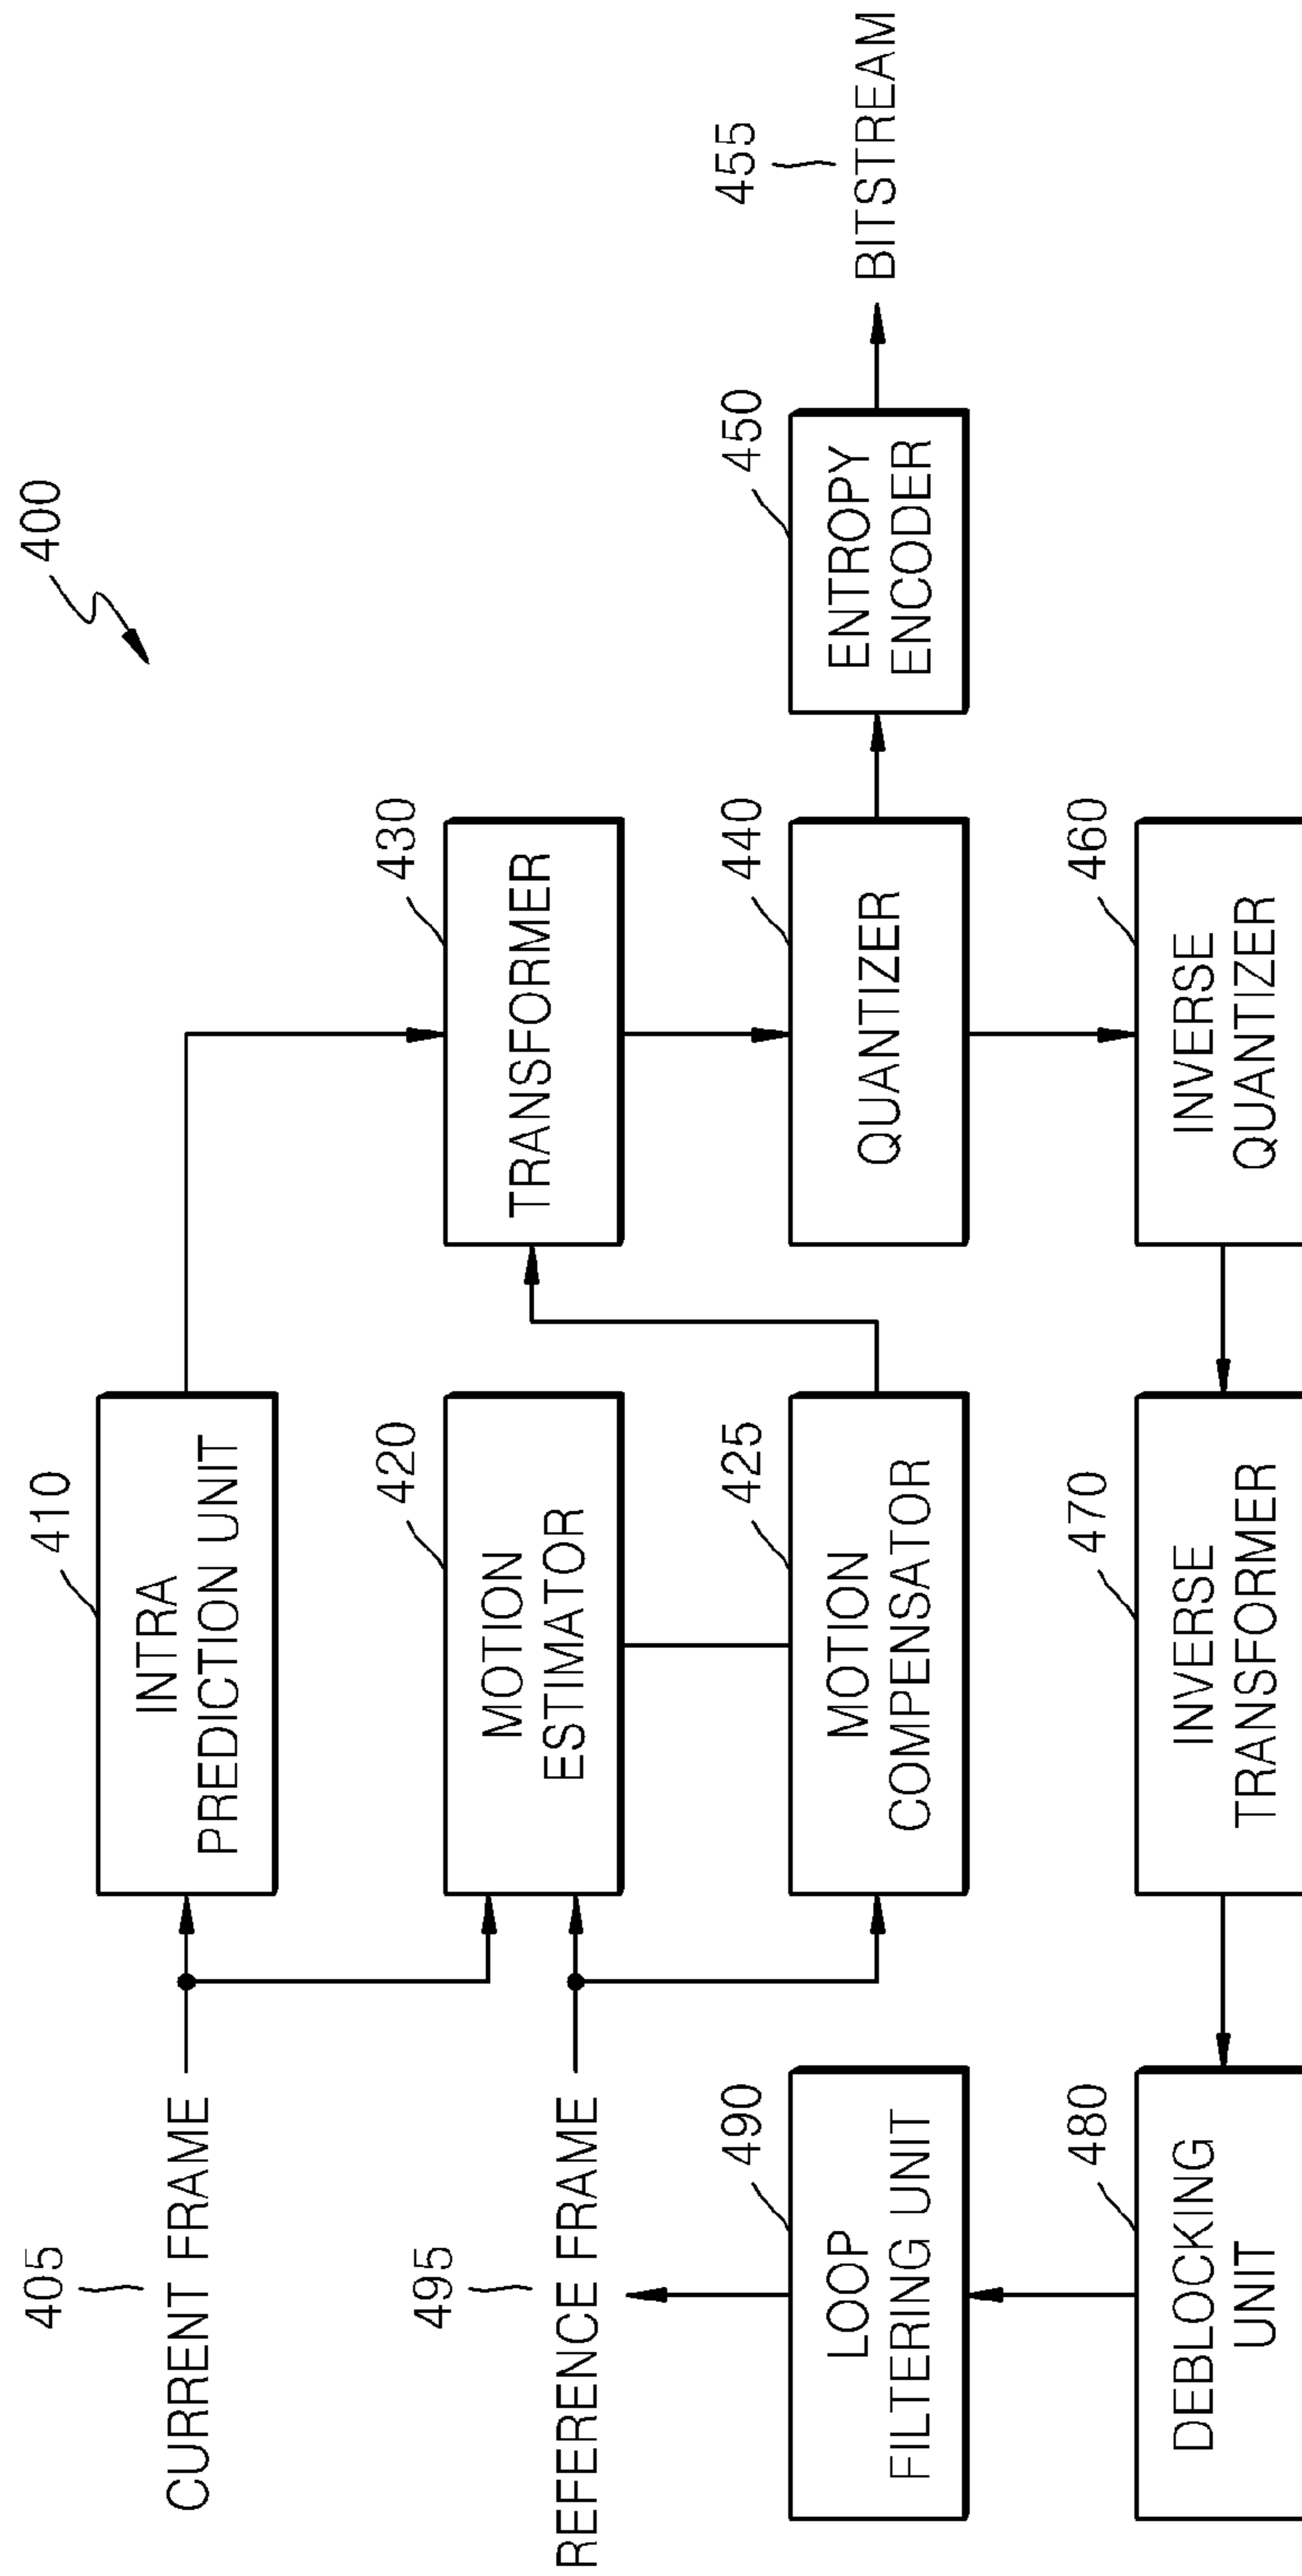 400
405
CURRENT FRAME
410
INTRA
PREDICTION UNIT
495
REFERENCE FRAME
420
MOTION
ESTIMATOR
430
TRANSFORMER
490
LOOP
FILTERING UNIT
425
MOTION
COMPENSATOR
440
QUANTIZER
450
ENTROPY
ENCODER
455
BITSTREAM
480
DEBLOCKING
UNIT
470
INVERSE
TRANSFORMER
460
INVERSE
QUANTIZER